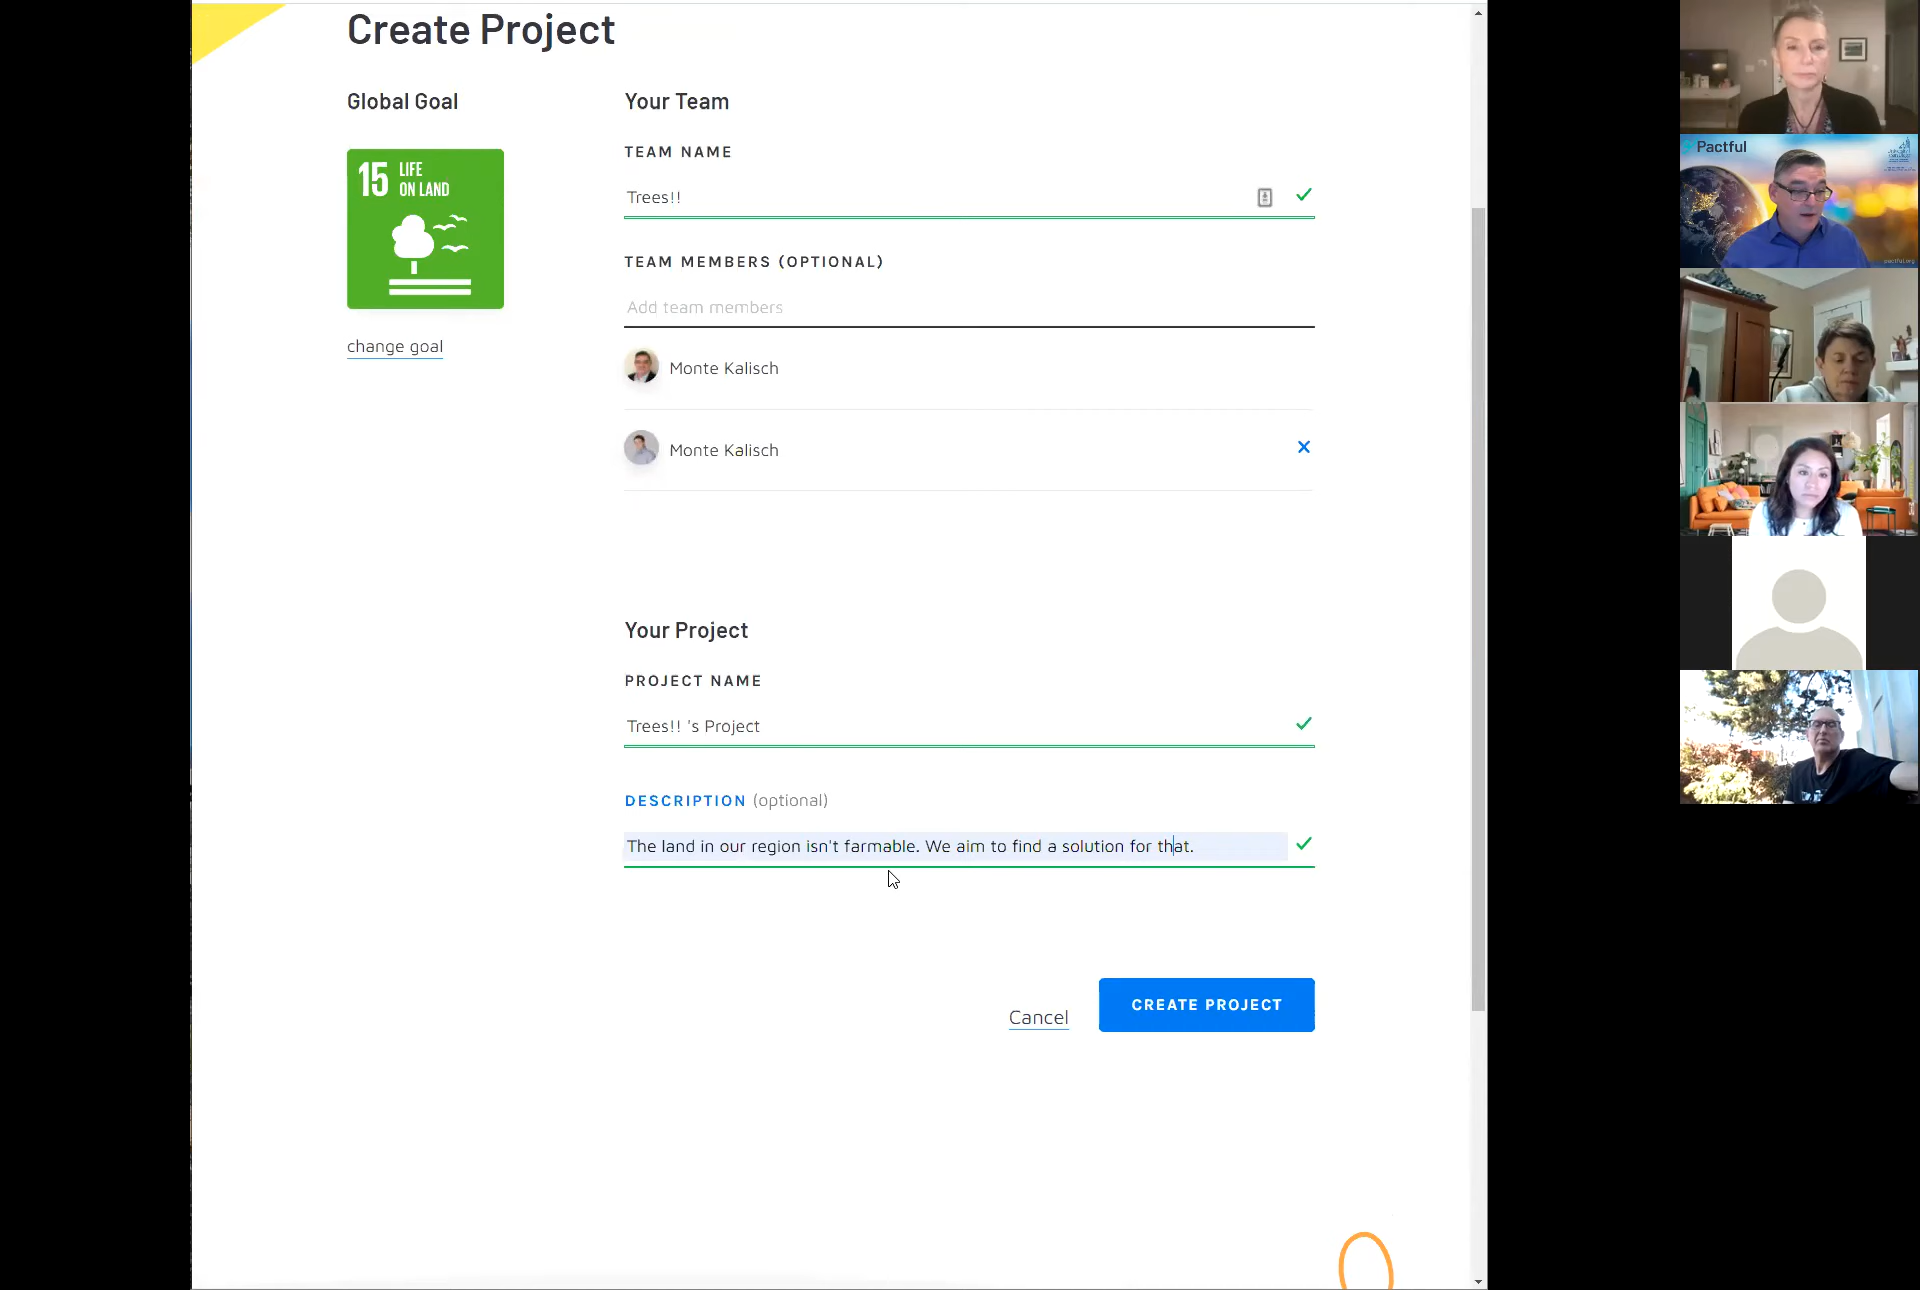 Create Project
Global Goal
15 LIFE
ON LAND
change goal
Your Team
TEAM NAME
Trees!!
TEAM MEMBERS (OPTIONAL)
Add team members
Monte Kalisch
Monte Kalisch
Your Project
PROJECT NAME
Trees!! 's Project
DESCRIPTION (optional)
The land in our region isn't farmable. We aim to find a solution for that.
Cancel
CREATE PROJECT
Pactful